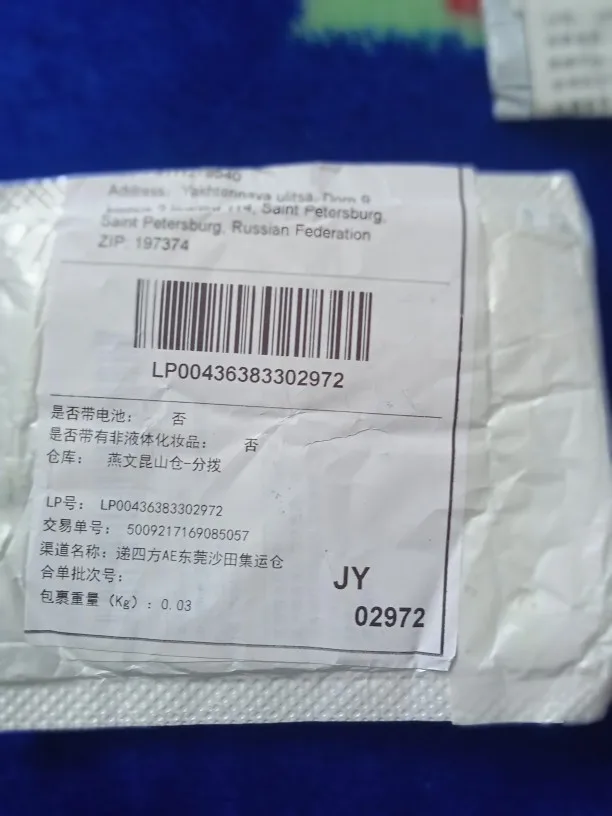 Address: Yakhtennaya ulitsa, Dom 9
114, Saint Petersburg,
Saint Petersburg, Russian Federation
ZIP: 197374
LP00436383302972
是否带电池： 否
是否带有非液体化妆品： 否
仓库： 燕文昆山仓-分拨
LP号： LP00436383302972
交易单号： 5009217169085057
渠道名称：递四方AE东莞沙田集运仓
合单批次号：
包裹重量（Kg）：0.03
JY
02972